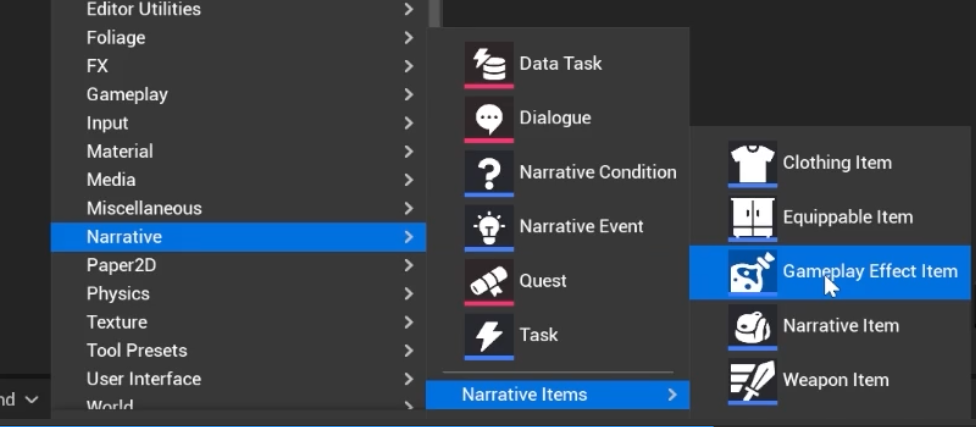 Editor Utilities
Foliage
FX
Gameplay
Input
Material
Media
Miscellaneous
Narrative
Paper2D
Physics
Texture
Tool Presets
User Interface
World
nd
Data Task
Dialogue
Narrative Condition
Narrative Event
Quest
Task
Narrative Items
Clothing Item
Equippable Item
Gameplay Effect Item
Narrative Item
Weapon Item